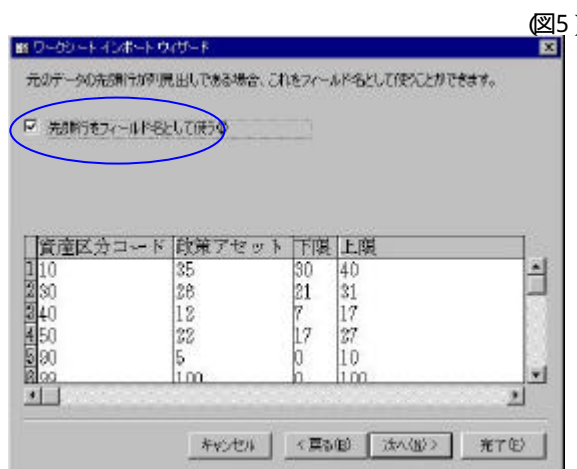 (図5)
ワークシート インポート ウィザード
元のデータの先頭行が列見出しである場合、これをフィールド名として使うことができます。
先頭行をフィールド名として使う(I)
資産区分コード 政策アセット 下限 上限
1 10 35 30 40
2 30 26 21 31
3 40 12 7 17
4 50 22 17 27
5 90 5 0 10
6 99 100 0 100
キャンセル < 戻る(B) 次へ(N) > 完了(F)